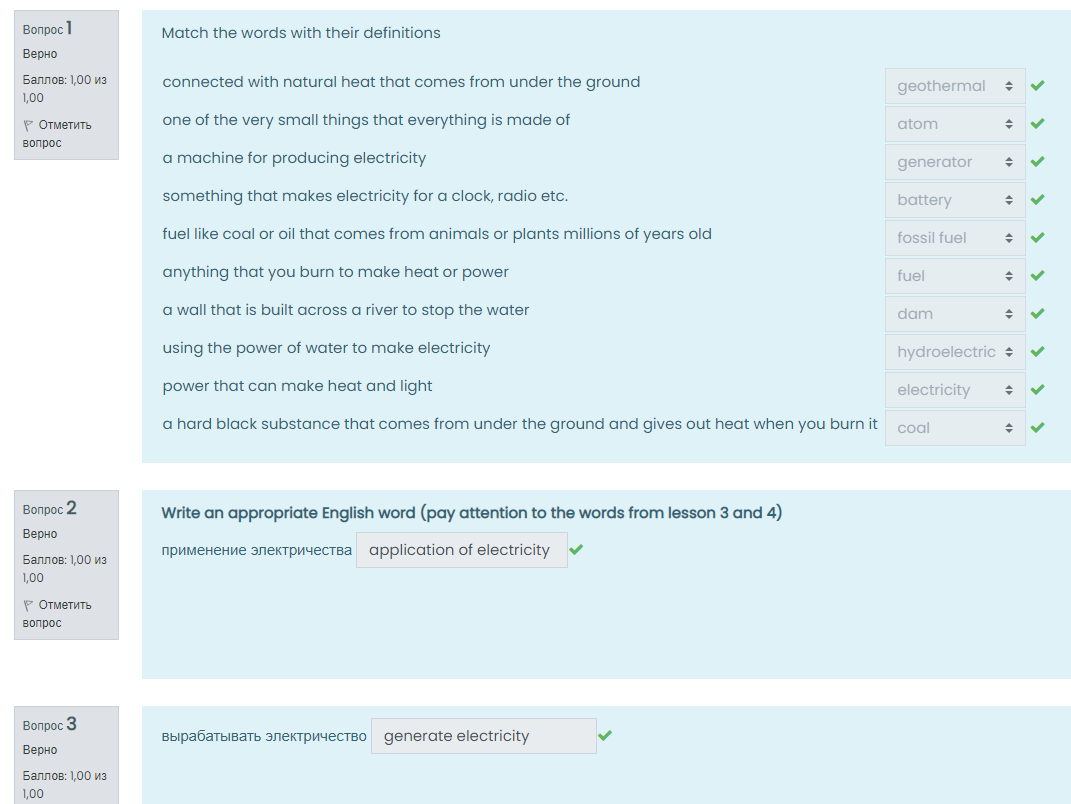 Вопрос 1
Верно
Баллов: 1,00 из
1,00
Отметить
вопрос
Match the words with their definitions
connected with natural heat that comes from under the ground geothermal
one of the very small things that everything is made of atom
a machine for producing electricity generator
something that makes electricity for a clock, radio etc. battery
fuel like coal or oil that comes from animals or plants millions of years old fossil fuel
anything that you burn to make heat or power fuel
a wall that is built across a river to stop the water dam
using the power of water to make electricity hydroelectric
power that can make heat and light electricity
a hard black substance that comes from under the ground and gives out heat when you burn it coal
Вопрос 2
Верно
Баллов: 1,00 из
1,00
Отметить
вопрос
Write an appropriate English word (pay attention to the words from lesson 3 and 4)
применение электричества application of electricity
Вопрос 3
Верно
Баллов: 1,00 из
1,00
вырабатывать электричество generate electricity